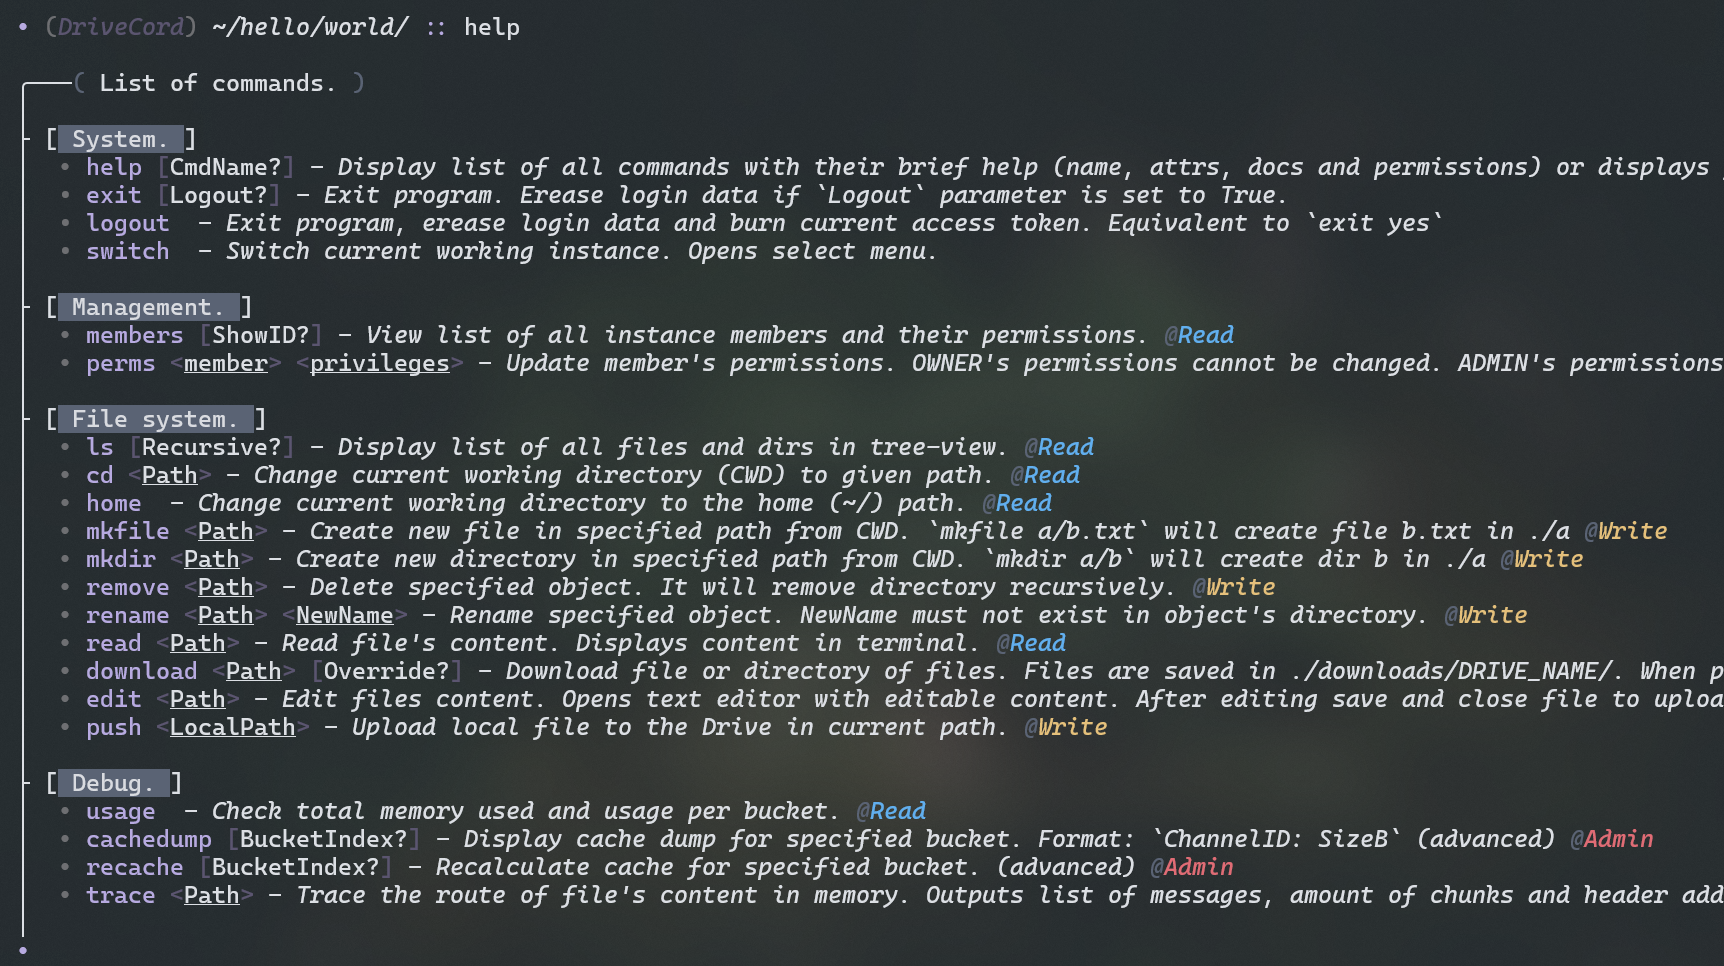 • (DriveCord) ~/hello/world/ :: help
( List of commands. )
[ System. ]
• help [CmdName?] - Display list of all commands with their brief help (name, attrs, docs and permissions) or displays
• exit [Logout?] - Exit program. Erease login data if `Logout` parameter is set to True.
• logout - Exit program, erease login data and burn current access token. Equivalent to `exit yes`
• switch - Switch current working instance. Opens select menu.
[ Management. ]
• members [ShowID?] - View list of all instance members and their permissions. @Read
• perms <member> <privileges> - Update member's permissions. OWNER's permissions cannot be changed. ADMIN's permissions
[ File system. ]
• ls [Recursive?] - Display list of all files and dirs in tree-view. @Read
• cd <Path> - Change current working directory (CWD) to given path. @Read
• home - Change current working directory to the home (~/) path. @Read
• mkfile <Path> - Create new file in specified path from CWD. `mkfile a/b.txt` will create file b.txt in ./a @Write
• mkdir <Path> - Create new directory in specified path from CWD. `mkdir a/b` will create dir b in ./a @Write
• remove <Path> - Delete specified object. It will remove directory recursively. @Write
• rename <Path> <NewName> - Rename specified object. NewName must not exist in object's directory. @Write
• read <Path> - Read file's content. Displays content in terminal. @Read
• download <Path> [Override?] - Download file or directory of files. Files are saved in ./downloads/DRIVE_NAME/. When p
• edit <Path> - Edit files content. Opens text editor with editable content. After editing save and close file to uploa
• push <LocalPath> - Upload local file to the Drive in current path. @Write
[ Debug. ]
• usage - Check total memory used and usage per bucket. @Read
• cachedump [BucketIndex?] - Display cache dump for specified bucket. Format: `ChannelID: SizeB` (advanced) @Admin
• recache [BucketIndex?] - Recalculate cache for specified bucket. (advanced) @Admin
• trace <Path> - Trace the route of file's content in memory. Outputs list of messages, amount of chunks and header add
•